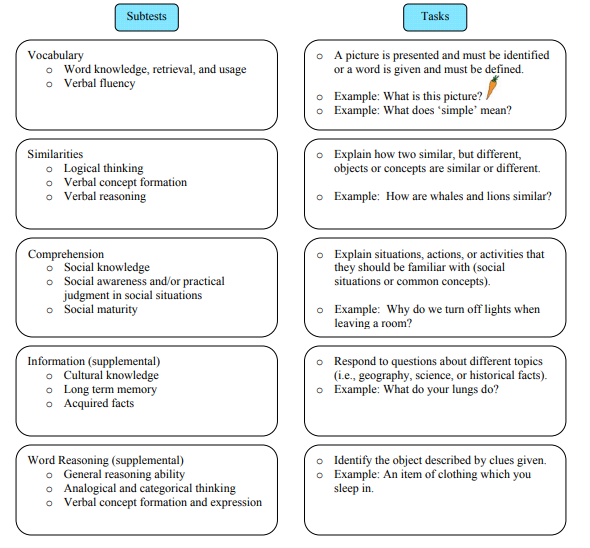 Subtests
Tasks
Vocabulary
o Word knowledge, retrieval, and usage
o Verbal fluency
o A picture is presented and must be identified
or a word is given and must be defined.
o Example: What is this picture?
o Example: What does ‘simple’ mean?
Similarities
o Logical thinking
o Verbal concept formation
o Verbal reasoning
o Explain how two similar, but different,
objects or concepts are similar or different.
o Example: How are whales and lions similar?
Comprehension
o Social knowledge
o Social awareness and/or practical
judgment in social situations
o Social maturity
o Explain situations, actions, or activities that
they should be familiar with (social
situations or common concepts).
o Example: Why do we turn off lights when
leaving a room?
Information (supplemental)
o Cultural knowledge
o Long term memory
o Acquired facts
o Respond to questions about different topics
(i.e., geography, science, or historical facts).
o Example: What do your lungs do?
Word Reasoning (supplemental)
o General reasoning ability
o Analogical and categorical thinking
o Verbal concept formation and expression
o Identify the object described by clues given.
o Example: An item of clothing which you
sleep in.